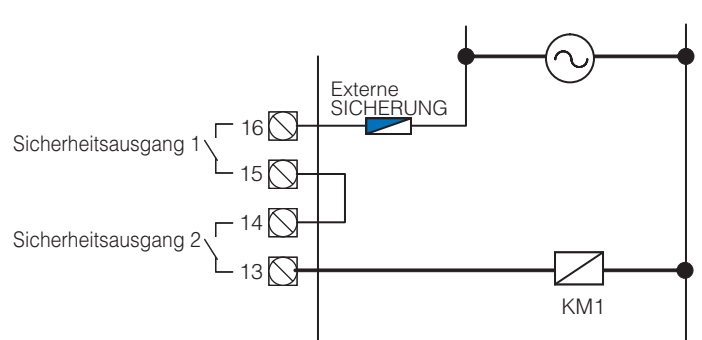 Externe
SICHERUNG
16
Sicherheitsausgang 1
15
14
Sicherheitsausgang 2
13
KM1